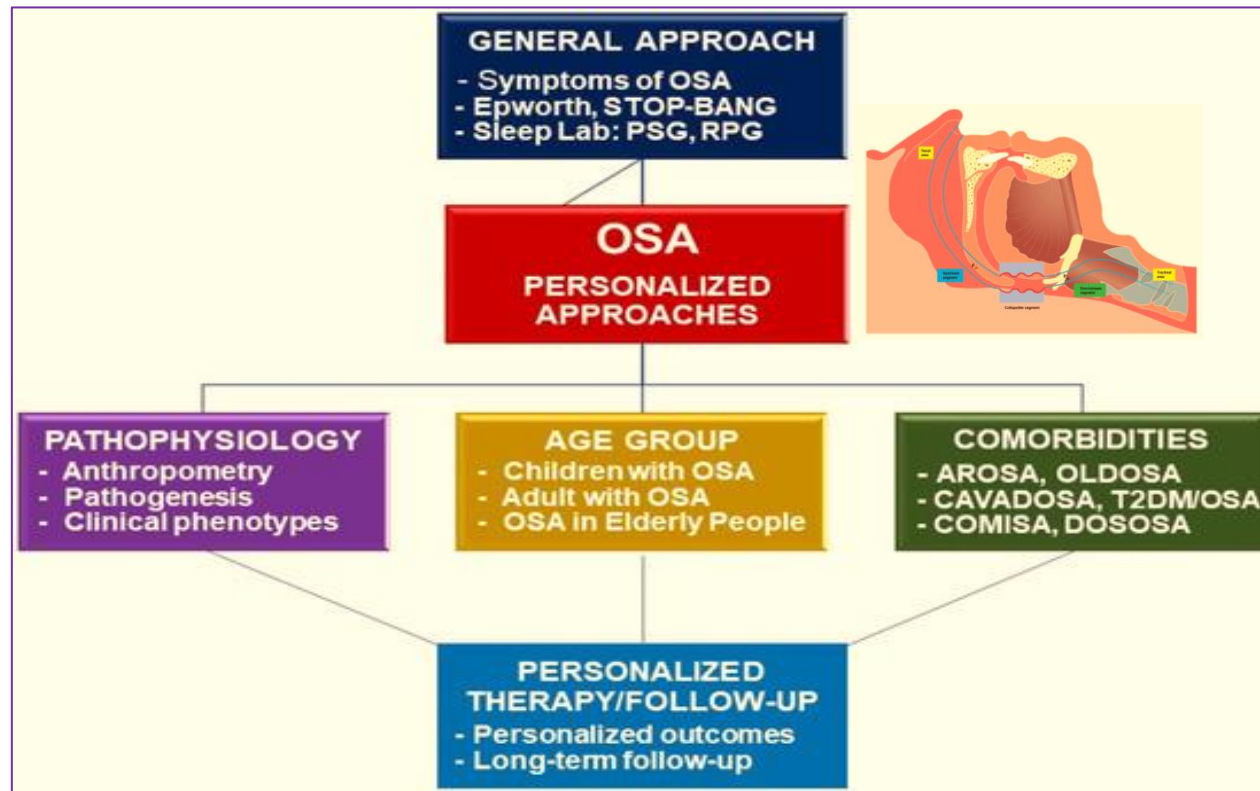 GENERAL APPROACH
- Symptoms of OSA
- Epworth, STOP-BANG
- Sleep Lab: PSG, RPG
OSA
PERSONALIZED
APPROACHES
PATHOPHYSIOLOGY
- Anthropometry
- Pathogenesis
- Clinical phenotypes
AGE GROUP
- Children with OSA
- Adult with OSA
- OSA in Elderly People
COMORBIDITIES
- AROSA, OLDOSA
- CAVADOSA, T2DM/OSA
- COMISA, DOSOSA
PERSONALIZED
THERAPY/FOLLOW-UP
- Personalized outcomes
- Long-term follow-up
Collapsible segment